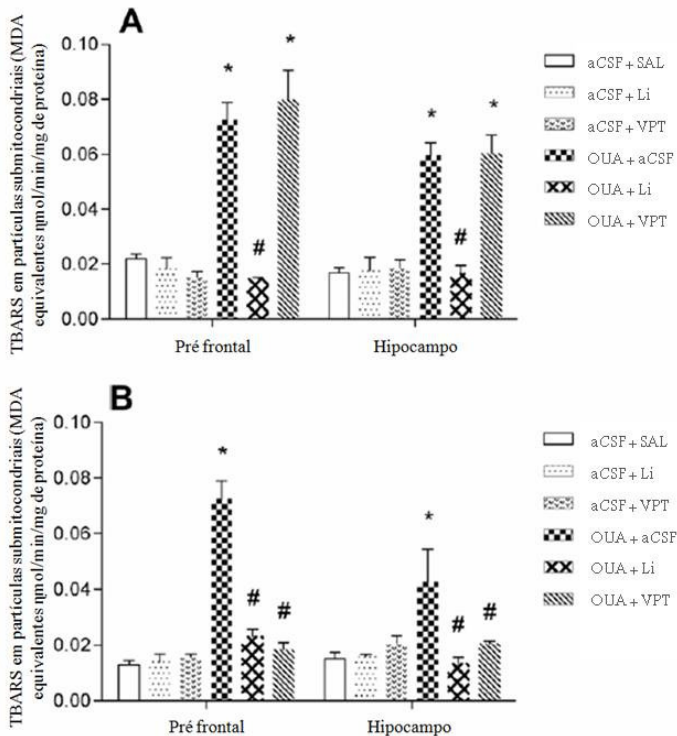 A
TBARS em partículas submitocondriais (MDA
equivalentes ηmol/min/mg de proteína)
0.10
0.08
0.06
0.04
0.02
0.00
* * * *
# #
Pré frontal Hipocampo
aCSF+SAL
aCSF+Li
aCSF+VPT
OUA+aCSF
OUA+Li
OUA+VPT
B
TBARS em partículas submitocondriais (MDA
equivalentes ηmol/min/mg de proteína)
0.10
0.08
0.06
0.04
0.02
0.00
* *
# # # #
Pré frontal Hipocampo
aCSF+SAL
aCSF+Li
aCSF+VPT
OUA+aCSF
OUA+Li
OUA+VPT